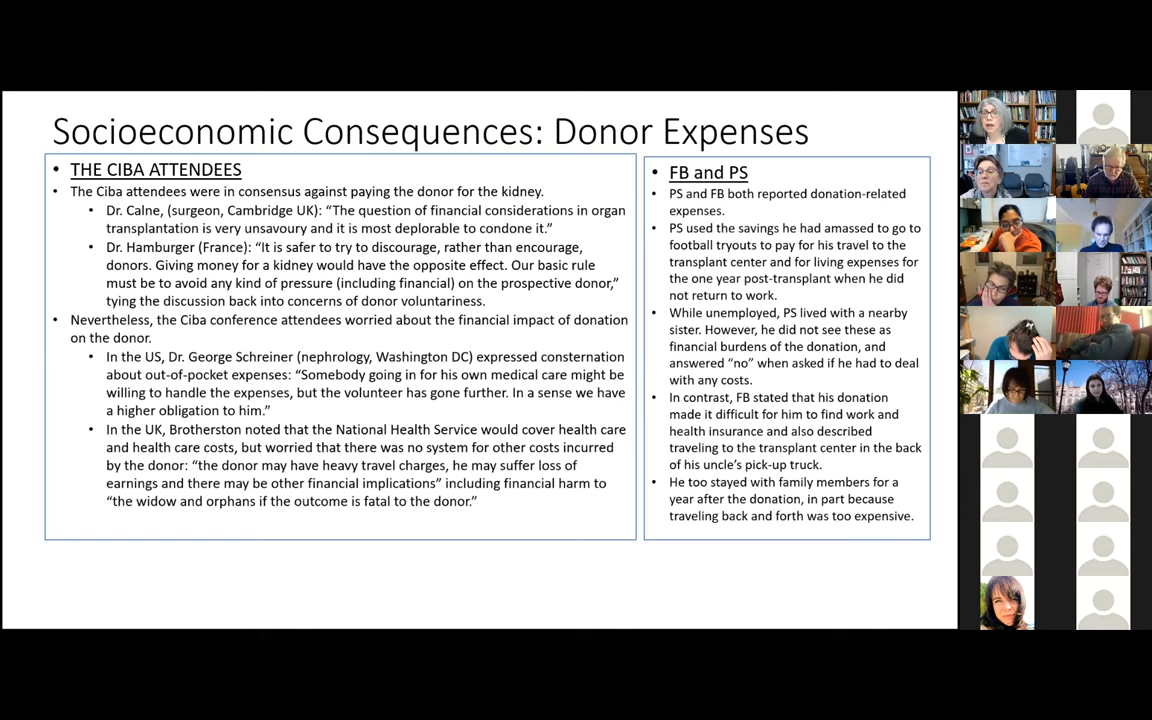 Socioeconomic Consequences: Donor Expenses
• THE CIBA ATTENDEES
• The Ciba attendees were in consensus against paying the donor for the kidney.
• Dr. Calne, (surgeon, Cambridge UK): “The question of financial considerations in organ
transplantation is very unsavoury and it is most deplorable to condone it.”
• Dr. Hamburger (France): “It is safer to try to discourage, rather than encourage,
donors. Giving money for a kidney would have the opposite effect. Our basic rule
must be to avoid any kind of pressure (including financial) on the prospective donor,”
tying the discussion back into concerns of donor voluntariness.
• Nevertheless, the Ciba conference attendees worried about the financial impact of donation
on the donor.
• In the US, Dr. George Schreiner (nephrology, Washington DC) expressed consternation
about out-of-pocket expenses: “Somebody going in for his own medical care might be
willing to handle the expenses, but the volunteer has gone further. In a sense we have
a higher obligation to him.”
• In the UK, Brotherston noted that the National Health Service would cover health care
and health care costs, but worried that there was no system for other costs incurred
by the donor: “the donor may have heavy travel charges, he may suffer loss of
earnings and there may be other financial implications” including financial harm to
“the widow and orphans if the outcome is fatal to the donor.”
• FB and PS
• PS and FB both reported donation-related
expenses.
• PS used the savings he had amassed to go to
football tryouts to pay for his travel to the
transplant center and for living expenses for
the one year post-transplant when he did
not return to work.
• While unemployed, PS lived with a nearby
sister. However, he did not see these as
financial burdens of the donation, and
answered “no” when asked if he had to deal
with any costs.
• In contrast, FB stated that his donation
made it difficult for him to find work and
health insurance and also described
traveling to the transplant center in the back
of his uncle’s pick-up truck.
• He too stayed with family members for a
year after the donation, in part because
traveling back and forth was too expensive.